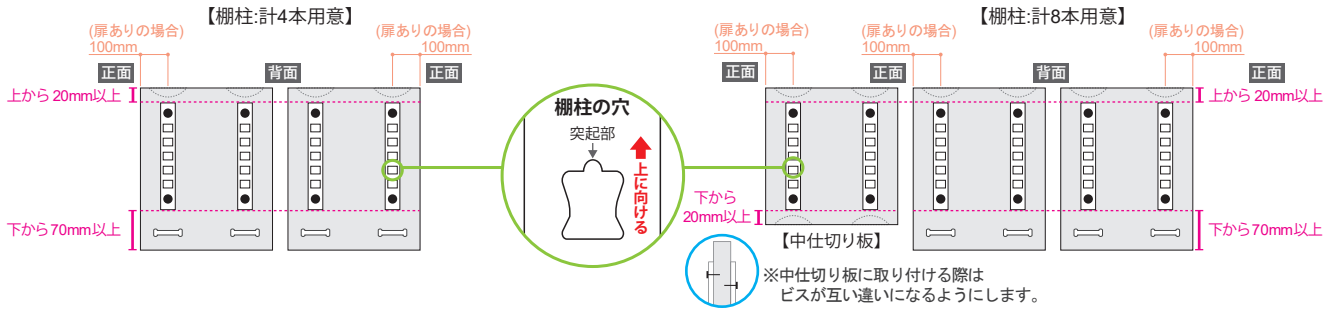 【棚柱:計4本用意】
(扉ありの場合)
100mm
(扉ありの場合)
100mm
正面
背面
正面
上から20mm以上
下から70mm以上
棚柱の穴
突起部
上に向ける
【棚柱:計8本用意】
(扉ありの場合)
100mm
(扉ありの場合)
100mm
(扉ありの場合)
100mm
正面
正面
背面
正面
上から20mm以上
下から
20mm以上
下から70mm以上
【中仕切り板】
※中仕切り板に取り付ける際は
ビスが互い違いになるようにします。